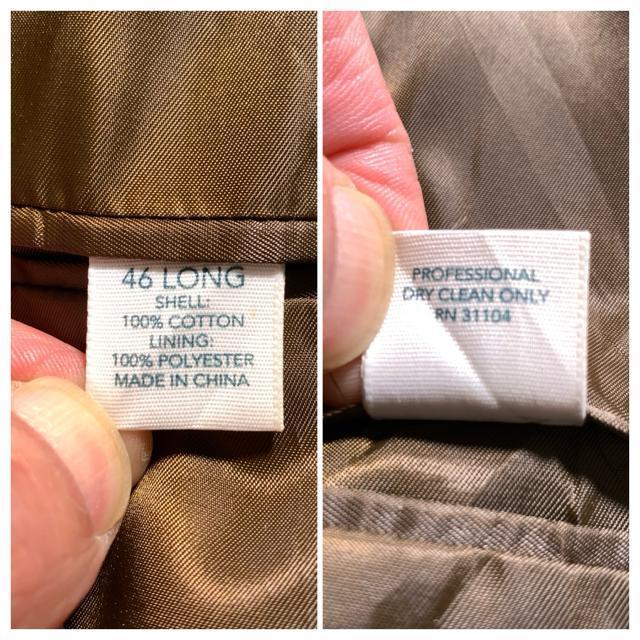 46 LONG
SHELL:
100% COTTON
LINING:
100% POLYESTER
MADE IN CHINA
PROFESSIONAL
DRY CLEAN ONLY
RN 31104